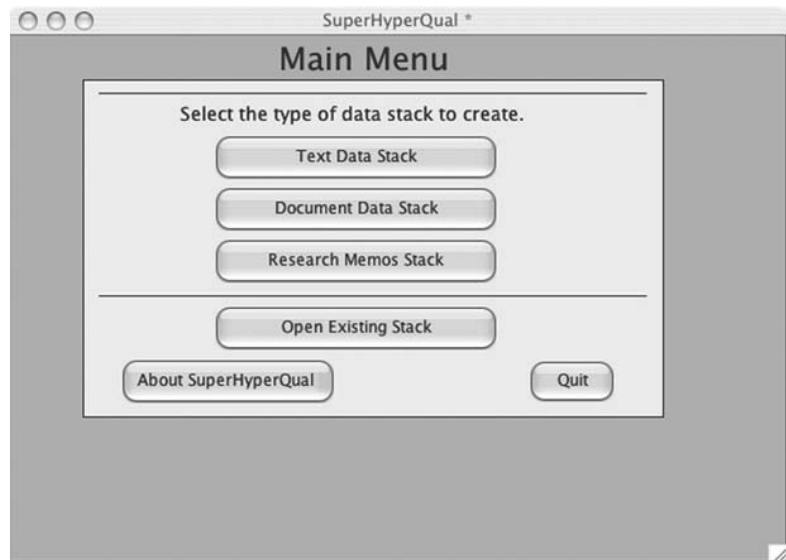 SuperHyperQual *
Main Menu
Select the type of data stack to create.
Text Data Stack
Document Data Stack
Research Memos Stack
Open Existing Stack
About SuperHyperQual
Quit